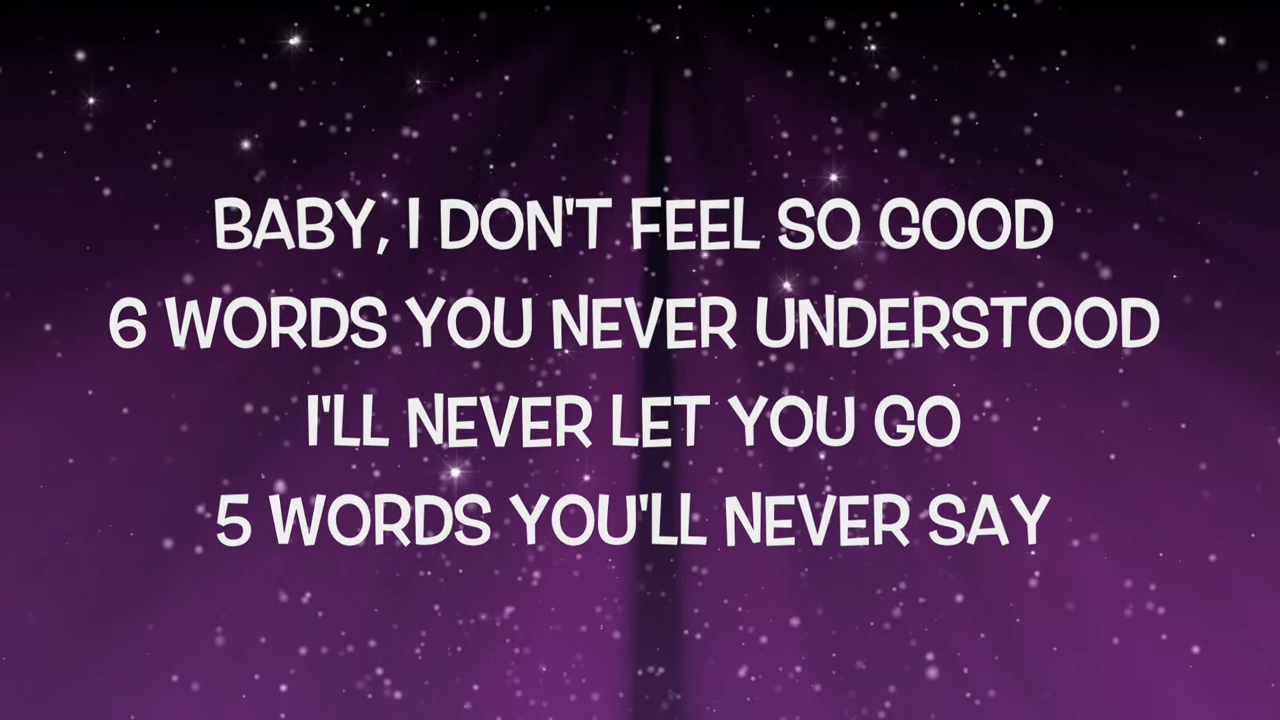 BABY, I DON'T FEEL SO GOOD
6 WORDS YOU NEVER UNDERSTOOD
I'LL NEVER LET YOU GO
5 WORDS YOU'LL NEVER SAY